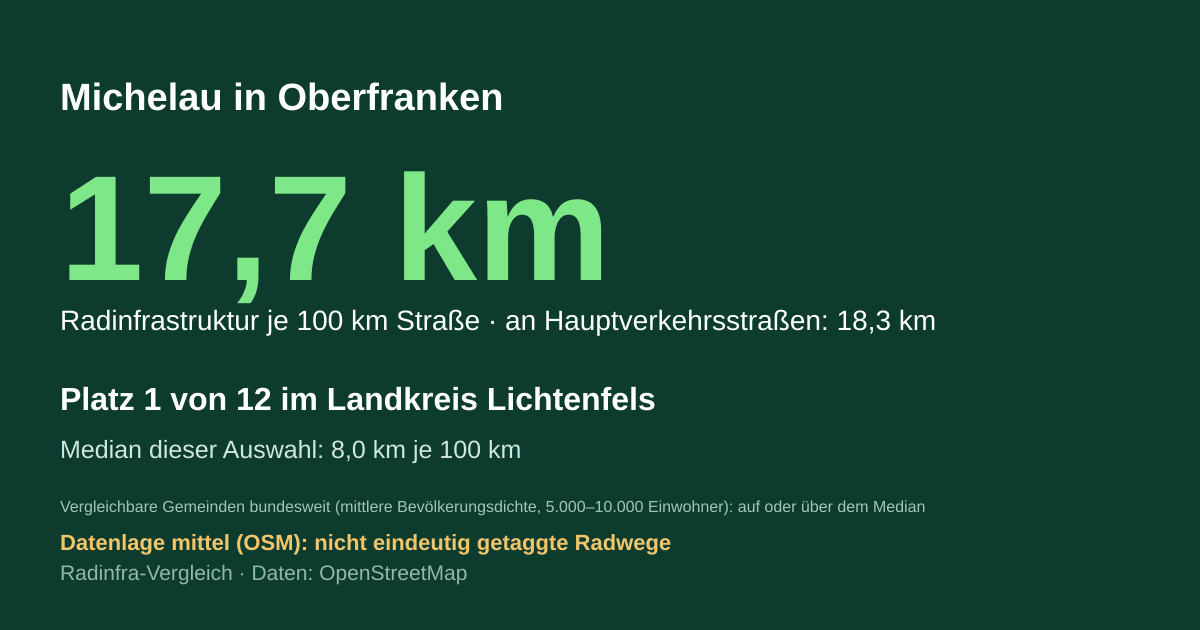 Michelau in Oberfranken
17,7 km
Radinfrastruktur je 100 km Straße · an Hauptverkehrsstraßen: 18,3 km
Platz 1 von 12 im Landkreis Lichtenfels
Median dieser Auswahl: 8,0 km je 100 km
Vergleichbare Gemeinden bundesweit (mittlere Bevölkerungsdichte, 5.000–10.000 Einwohner): auf oder über dem Median
Datenlage mittel (OSM): nicht eindeutig getaggte Radwege
Radinfra-Vergleich · Daten: OpenStreetMap